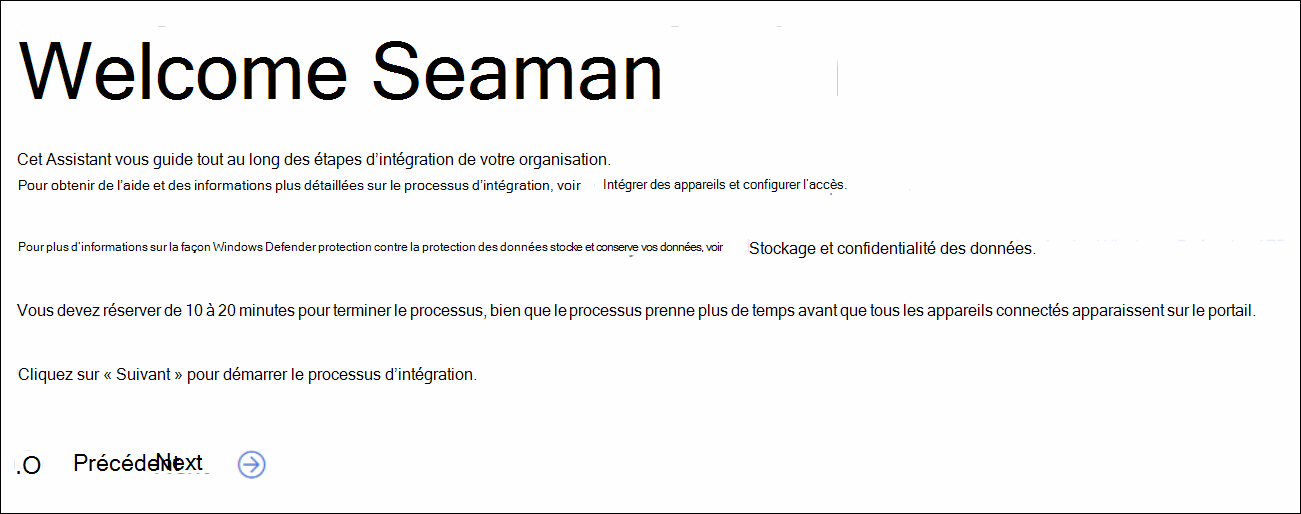 Welcome Seaman
Cet Assistant vous guide tout au long des étapes d’intégration de votre organisation.
Pour obtenir de l’aide et des informations plus détaillées sur le processus d’intégration, voir Intégrer des appareils et configurer l’accès.
Pour plus d’informations sur la façon Windows Defender protection contre la protection des données stocke et conserve vos données, voir Stockage et confidentialité des données.
Vous devez réserver de 10 à 20 minutes pour terminer le processus, bien que le processus prenne plus de temps avant que tous les appareils connectés apparaissent sur le portail.
Cliquez sur « Suivant » pour démarrer le processus d’intégration.
.O Précédent Next